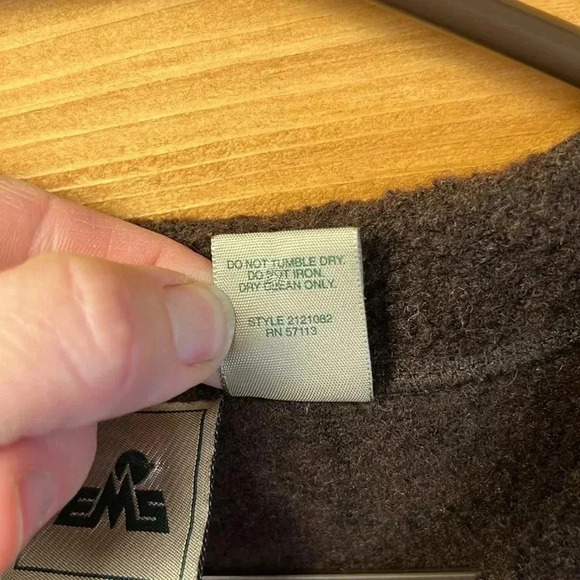 DO NOT TUMBLE DRY.
DO NOT IRON.
DRY CLEAN ONLY.
STYLE 2121082
RN 57113
EMS